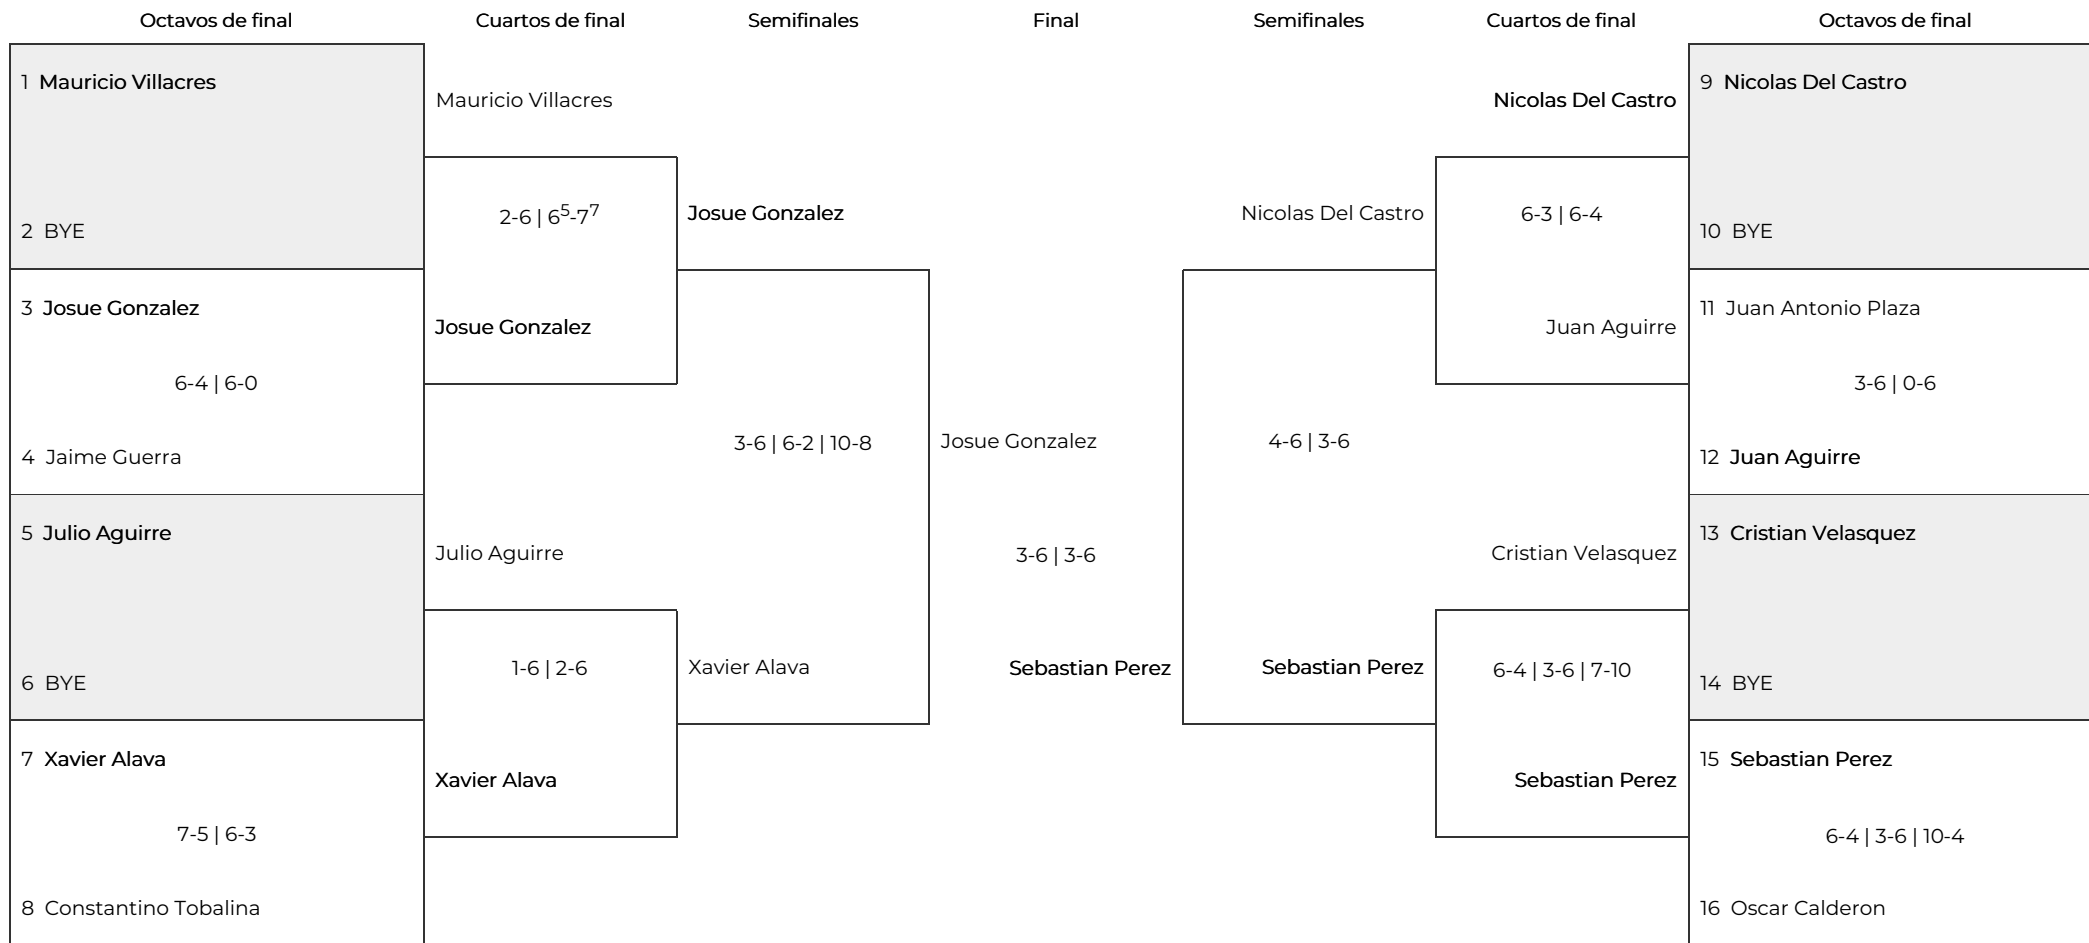 Octavos de final
Cuartos de final
Semifinales
Final
Semifinales
Cuartos de final
Octavos de final
1 Mauricio Villacres
2 BYE
3 Josue Gonzalez
6-4 | 6-0
4 Jaime Guerra
5 Julio Aguirre
6 BYE
7 Xavier Alava
7-5 | 6-3
8 Constantino Tobalina
Mauricio Villacres
2-6 | 6⁵-7⁷
Josue Gonzalez
Julio Aguirre
1-6 | 2-6
Xavier Alava
Josue Gonzalez
3-6 | 6-2 | 10-8
Xavier Alava
Josue Gonzalez
3-6 | 3-6
Sebastian Perez
Nicolas Del Castro
4-6 | 3-6
Sebastian Perez
Nicolas Del Castro
6-3 | 6-4
Juan Aguirre
Cristian Velasquez
6-4 | 3-6 | 7-10
Sebastian Perez
9 Nicolas Del Castro
10 BYE
11 Juan Antonio Plaza
3-6 | 0-6
12 Juan Aguirre
13 Cristian Velasquez
14 BYE
15 Sebastian Perez
6-4 | 3-6 | 10-4
16 Oscar Calderon